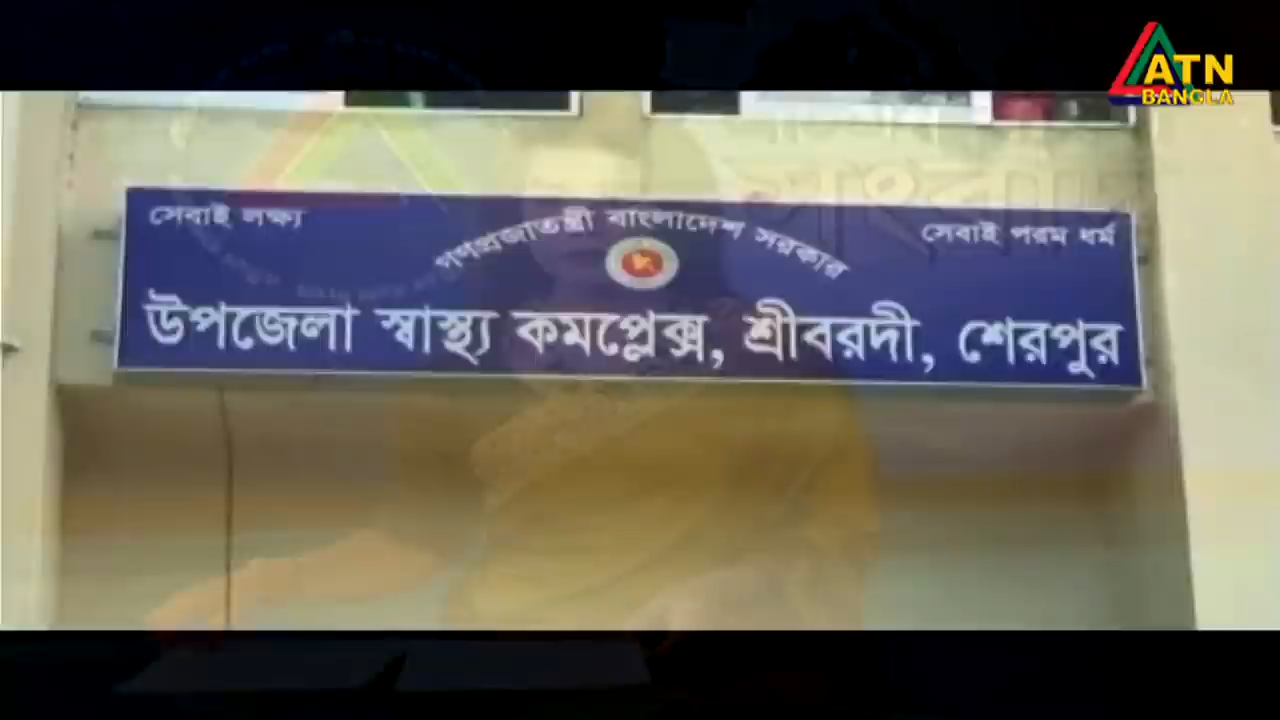 ATN
BANGLA
সেবাই লক্ষ্য
গণপ্রজাতন্ত্রী বাংলাদেশ সরকার
সেবাই পরম ধর্ম
উপজেলা স্বাস্থ্য কমপ্লেক্স, শ্রীবরদী, শেরপুর